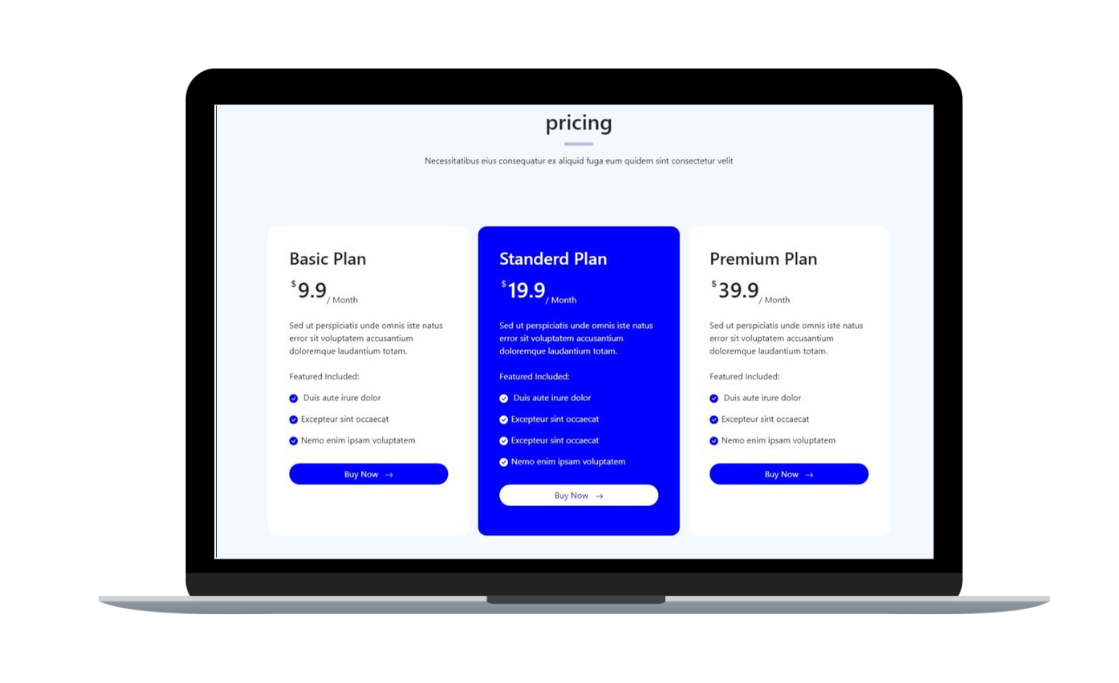 pricing
Necessitatibus eius consequatur ex aliquid fuga eum quidem sint consectetur velit
Basic Plan
$9.9/ Month
Sed ut perspiciatis unde omnis iste natus
error sit voluptatem accusantium
doloremque laudantium totam.
Featured Included:
Duis aute irure dolor
Excepteur sint occaecat
Nemo enim ipsam voluptatem
Buy Now →
Standerd Plan
$19.9/ Month
Sed ut perspiciatis unde omnis iste natus
error sit voluptatem accusantium
doloremque laudantium totam.
Featured Included:
Duis aute irure dolor
Excepteur sint occaecat
Excepteur sint occaecat
Nemo enim ipsam voluptatem
Buy Now →
Premium Plan
$39.9/ Month
Sed ut perspiciatis unde omnis iste natus
error sit voluptatem accusantium
doloremque laudantium totam.
Featured Included:
Duis aute irure dolor
Excepteur sint occaecat
Nemo enim ipsam voluptatem
Buy Now →